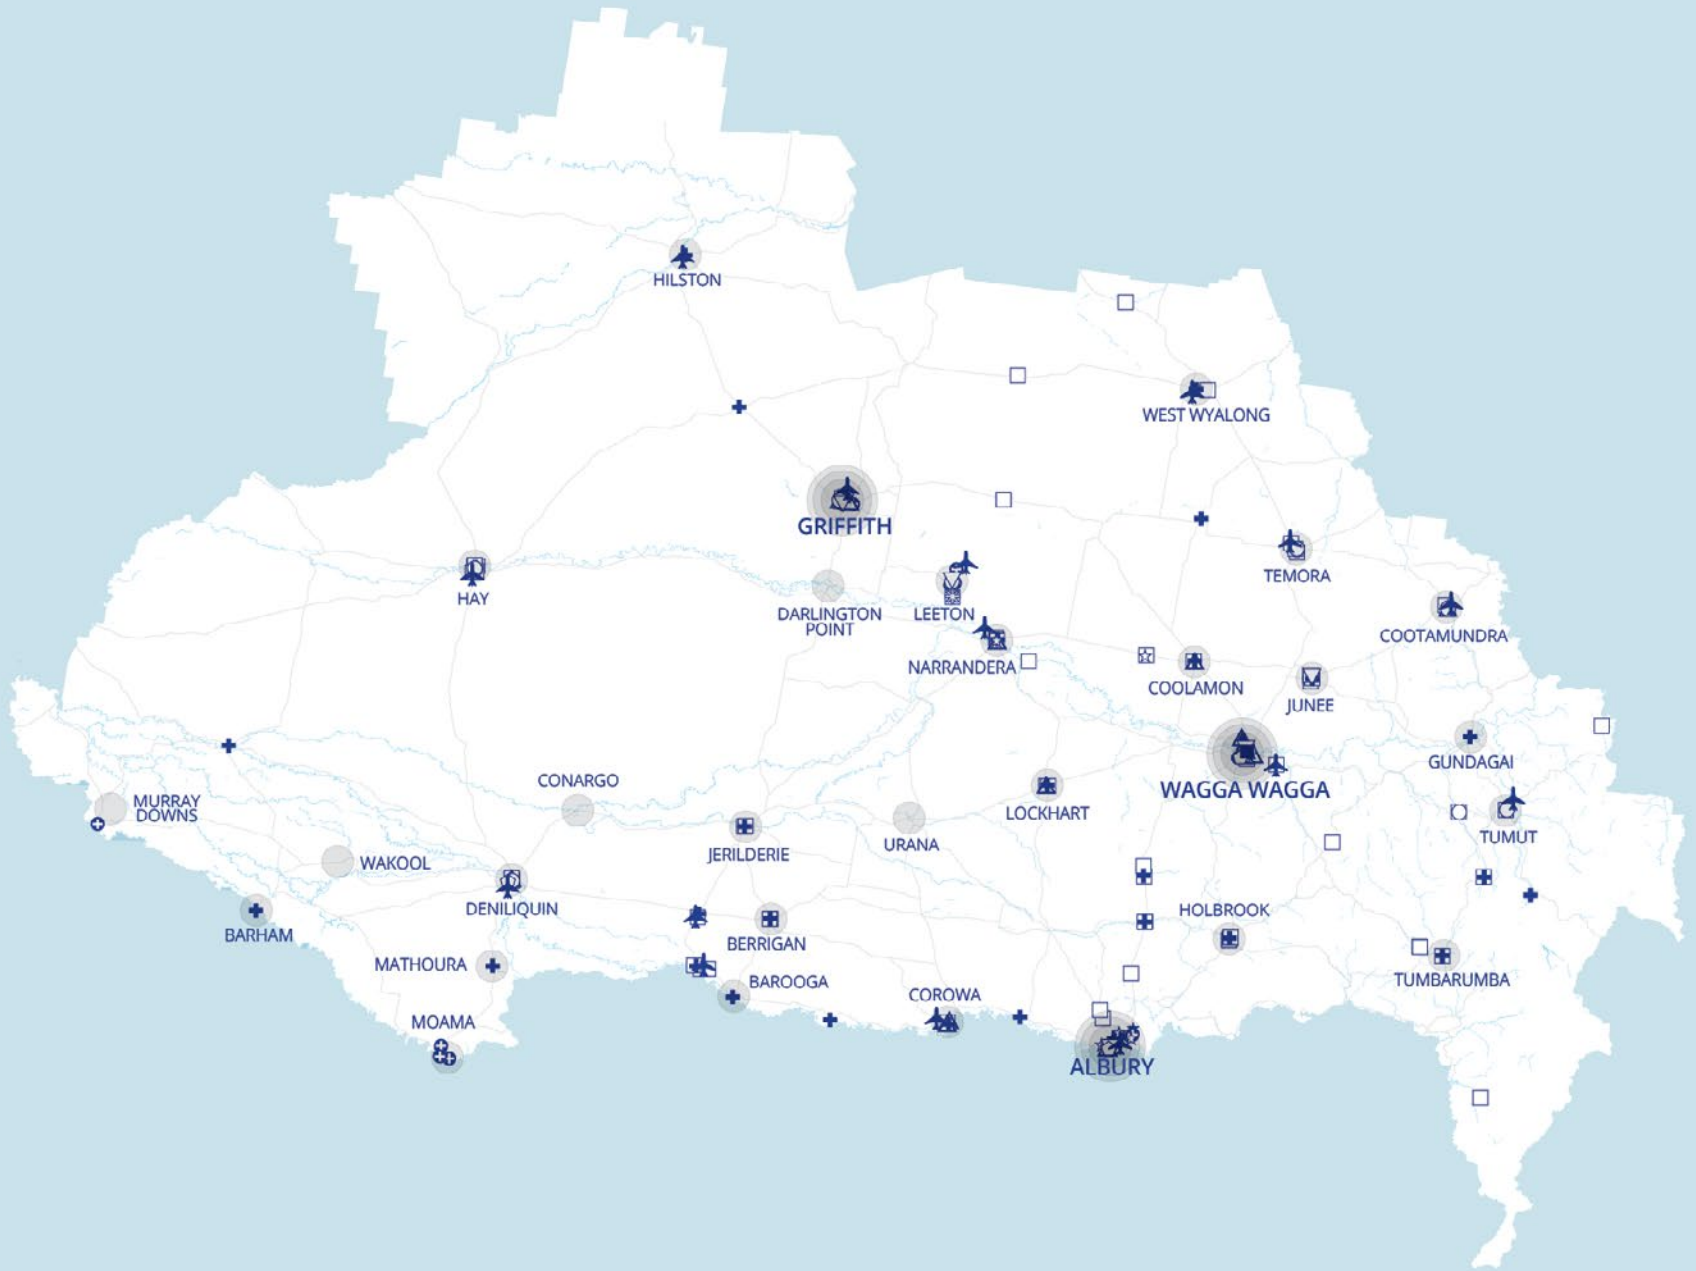 HILSTON
WEST WYALONG
GRIFFITH
TEMORA
HAY
DARLINGTON
POINT
LEETON
COOTAMUNDRA
NARRANDERA
COOLAMON
JUNEE
GUNDAGAI
CONARGO
WAGGA WAGGA
MURRAY
DOWNS
LOCKHART
TUMUT
URANA
JERILDERIE
WAKOOL
DENILIQUIN
HOLBROOK
BARHAM
BERRIGAN
MATHOURA
BAROOGA
TUMBARUMBA
COROWA
MOAMA
ALBURY